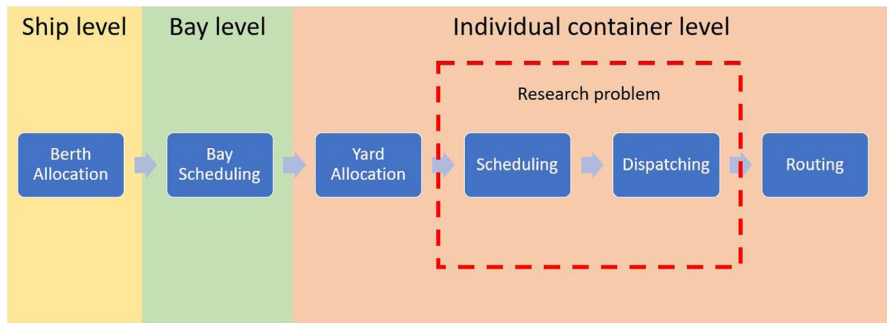 Ship level
Bay level
Individual container level
Research problem
Berth
Allocation
Bay
Scheduling
Yard
Allocation
Scheduling
Dispatching
Routing